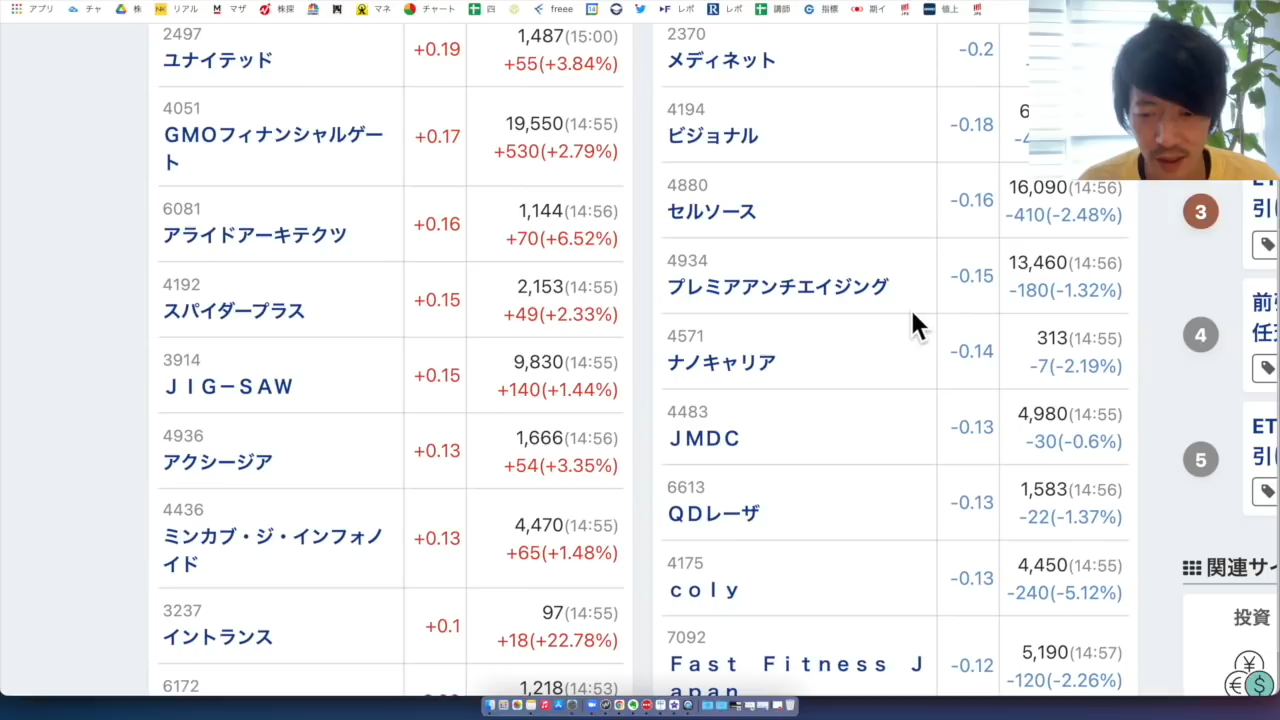 アプリ チャ 株 リアル マザ 株探 マネ チャート 四 freee レポ レポ 講師 指標 期イ 値上
2497
ユナイテッド
+0.19
1,487(15:00)
+55(+3.84%)
4051
GMOフィナンシャルゲー
ト
+0.17
19,550(14:55)
+530(+2.79%)
6081
アライドアーキテクツ
+0.16
1,144(14:56)
+70(+6.52%)
4192
スパイダープラス
+0.15
2,153(14:55)
+49(+2.33%)
3914
ＪＩＧ－ＳＡＷ
+0.15
9,830(14:55)
+140(+1.44%)
4936
アクシージア
+0.13
1,666(14:56)
+54(+3.35%)
4436
ミンカブ・ジ・インフォノ
イド
+0.13
4,470(14:55)
+65(+1.48%)
3237
イントランス
+0.1
97(14:55)
+18(+22.78%)
6172
1,218(14:53)
2370
メディネット
-0.2
4194
ビジョナル
-0.18
6
4880
セルソース
-0.16
16,090(14:56)
-410(-2.48%)
4934
プレミアアンチエイジング
-0.15
13,460(14:56)
-180(-1.32%)
4571
ナノキャリア
-0.14
313(14:55)
-7(-2.19%)
4483
ＪＭＤＣ
-0.13
4,980(14:55)
-30(-0.6%)
6613
ＱＤレーザ
-0.13
1,583(14:56)
-22(-1.37%)
4175
ｃｏｌｙ
-0.13
4,450(14:55)
-240(-5.12%)
7092
Ｆａｓｔ　Ｆｉｔｎｅｓｓ　Ｊ
ａｐａｎ
-0.12
5,190(14:57)
-120(-2.26%)
3
引
4
前
任
5
ET
引
関連サ
投資